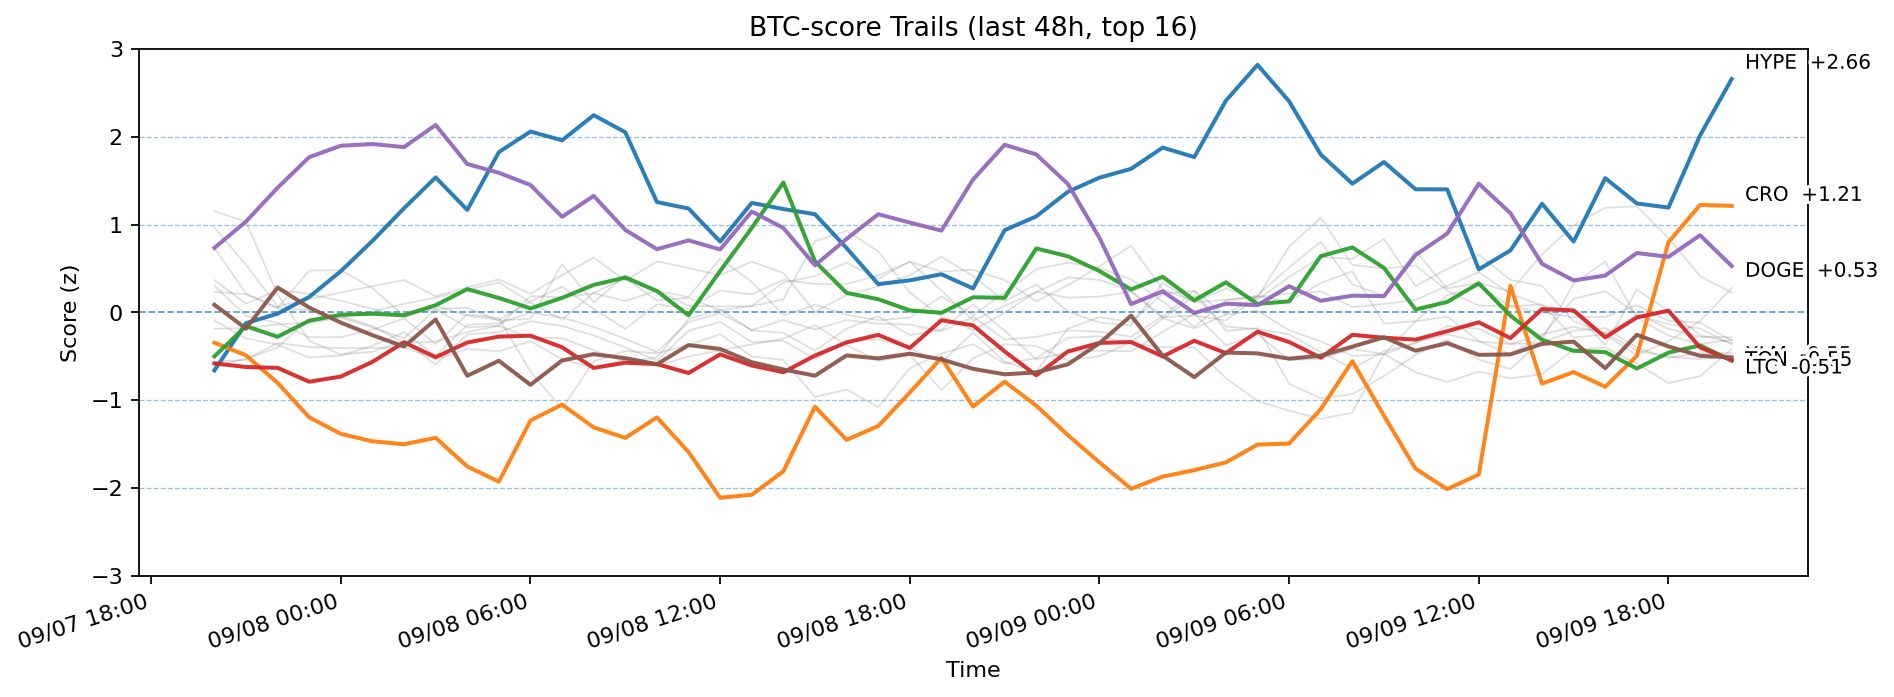 BTC-score Trails (last 48h, top 16)
3
2
1
0
−1
−2
−3
Score (z)
HYPE +2.66
CRO +1.21
DOGE +0.53
LTC -0.51
09/07 18:00
09/08 00:00
09/08 06:00
09/08 12:00
09/08 18:00
09/09 00:00
09/09 06:00
09/09 12:00
09/09 18:00
Time